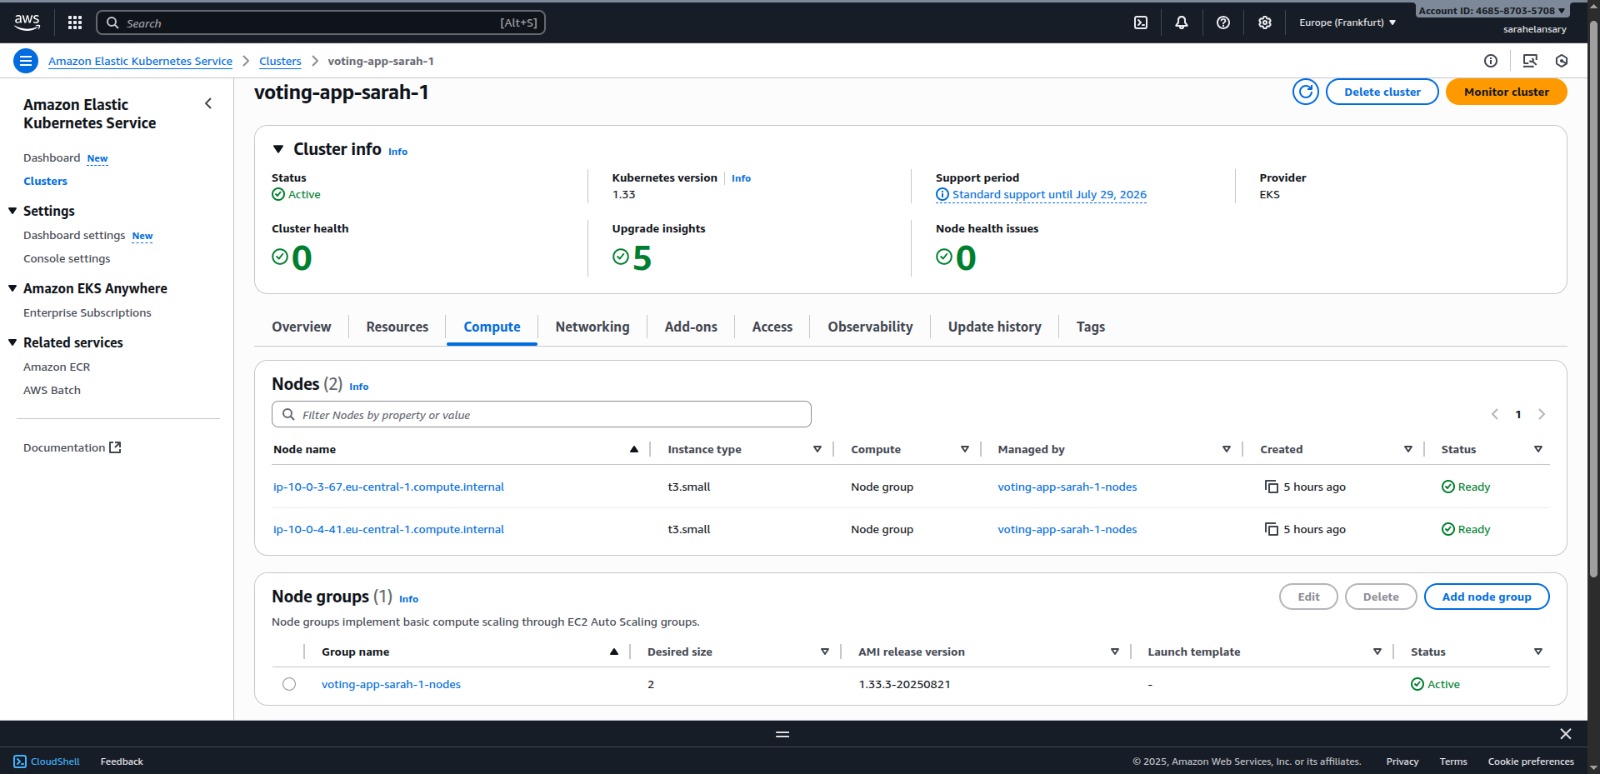 aws
Search [Alt+S]
Europe (Frankfurt) ▼
Account ID: 4685-8703-5708 ▼
sarahelansary
Amazon Elastic Kubernetes Service > Clusters > voting-app-sarah-1
Amazon Elastic
Kubernetes Service
Dashboard New
Clusters
Settings
Dashboard settings New
Console settings
Amazon EKS Anywhere
Enterprise Subscriptions
Related services
Amazon ECR
AWS Batch
Documentation
voting-app-sarah-1
Delete cluster
Monitor cluster
Cluster info Info
Status
Active
Kubernetes version Info
1.33
Support period
Standard support until July 29, 2026
Provider
EKS
Cluster health
0
Upgrade insights
5
Node health issues
0
Overview Resources Compute Networking Add-ons Access Observability Update history Tags
Nodes (2) Info
Filter Nodes by property or value
1
Node name Instance type Compute Managed by Created Status
ip-10-0-3-67.eu-central-1.compute.internal t3.small Node group voting-app-sarah-1-nodes 5 hours ago Ready
ip-10-0-4-41.eu-central-1.compute.internal t3.small Node group voting-app-sarah-1-nodes 5 hours ago Ready
Node groups (1) Info
Edit Delete Add node group
Node groups implement basic compute scaling through EC2 Auto Scaling groups.
Group name Desired size AMI release version Launch template Status
voting-app-sarah-1-nodes 2 1.33.3-20250821 - Active
CloudShell Feedback
© 2025, Amazon Web Services, Inc. or its affiliates. Privacy Terms Cookie preferences